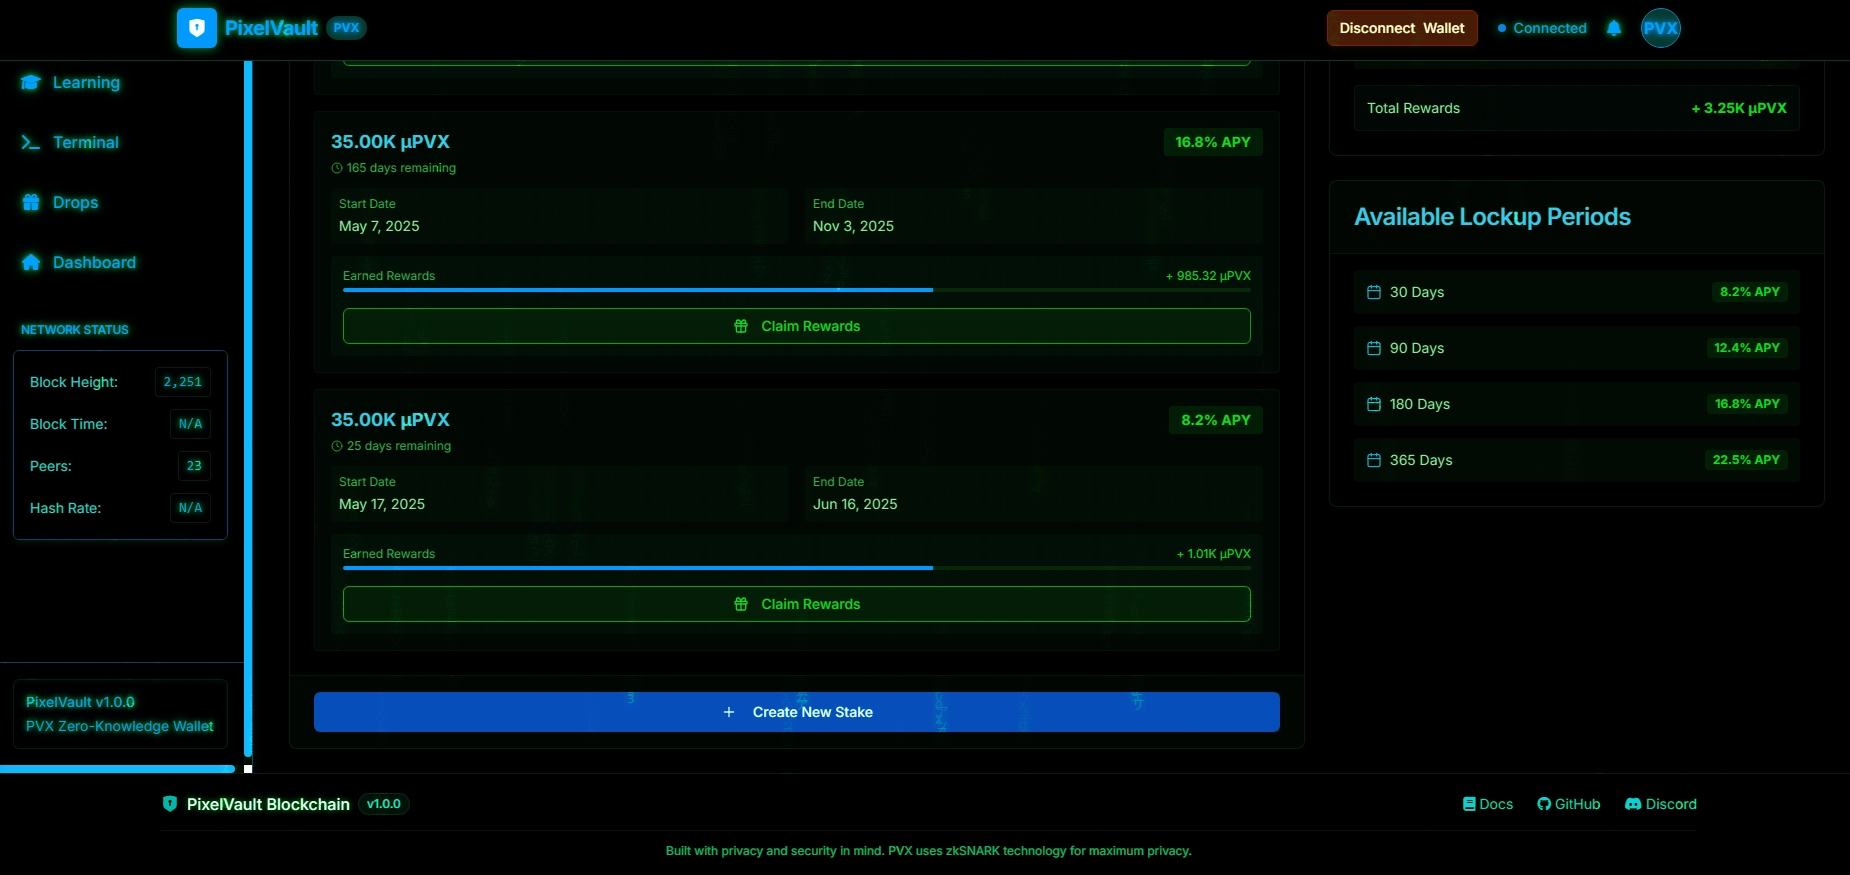 PixelVault PVX
Disconnect Wallet
Connected
PVX
Learning
Terminal
Drops
Dashboard
NETWORK STATUS
Block Height: 2,251
Block Time: N/A
Peers: 23
Hash Rate: N/A
PixelVault v1.0.0
PVX Zero-Knowledge Wallet
35.00K µPVX
16.8% APY
165 days remaining
Start Date
May 7, 2025
End Date
Nov 3, 2025
Earned Rewards
+ 985.32 µPVX
Claim Rewards
35.00K µPVX
8.2% APY
25 days remaining
Start Date
May 17, 2025
End Date
Jun 16, 2025
Earned Rewards
+ 1.01K µPVX
Claim Rewards
Create New Stake
Total Rewards
+ 3.25K µPVX
Available Lockup Periods
30 Days 8.2% APY
90 Days 12.4% APY
180 Days 16.8% APY
365 Days 22.5% APY
PixelVault Blockchain v1.0.0
Docs
GitHub
Discord
Built with privacy and security in mind. PVX uses zkSNARK technology for maximum privacy.